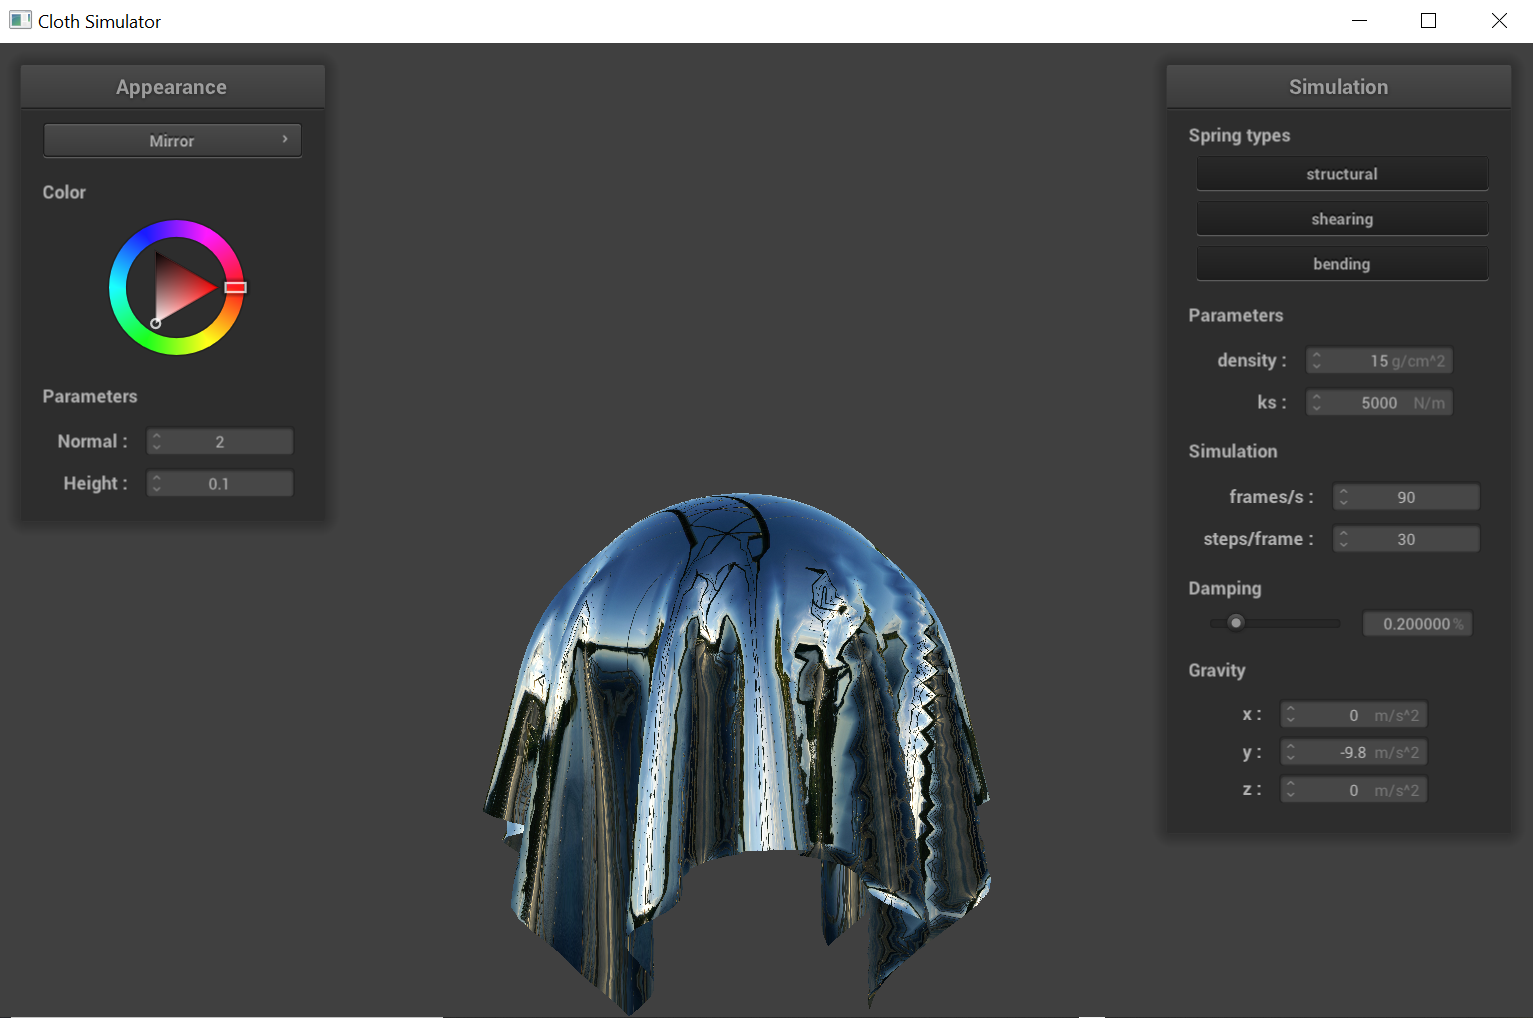 Cloth Simulator
Appearance
Mirror
Color
Parameters
Normal : 2
Height : 0.1
Simulation
Spring types
structural
shearing
bending
Parameters
density : 15 g/cm^2
ks : 5000 N/m
Simulation
frames/s : 90
steps/frame : 30
Damping
0.200000 %
Gravity
x : 0 m/s^2
y : -9.8 m/s^2
z : 0 m/s^2